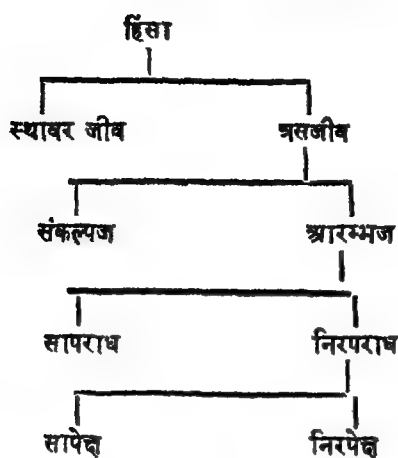 हिंसा
स्थावर जीव त्रसजीव
संकल्पज आरम्भज
सापराध निरपराध
सापेक्ष निरपेक्ष